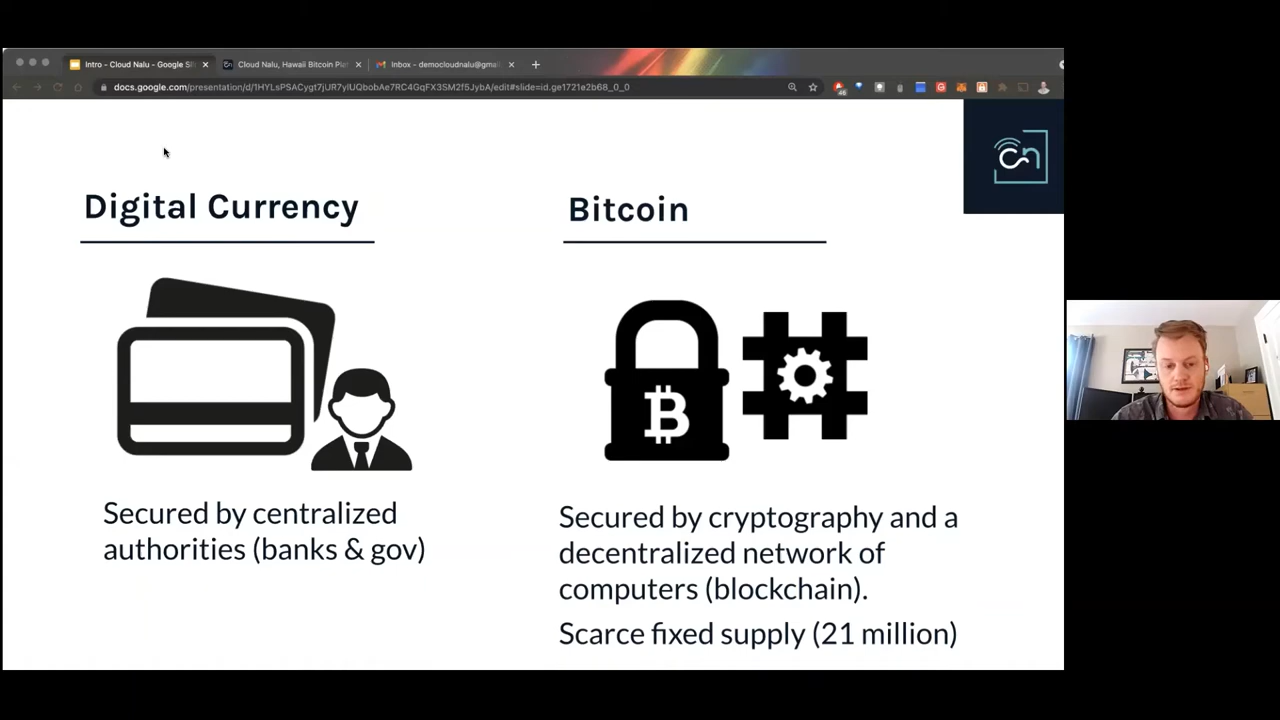 Intro - Cloud Nalu - Google Sl
Cloud Nalu, Hawaii Bitcoin Pla
Inbox - democloudnalu@gmai
docs.google.com/presentation/d/1HYLsPSACygt7jUR7ylUQbobAe7RC4GqFX3SM2f5JybA/edit#slide=id.ge1721e2b68_0_0
cn
Digital Currency
Bitcoin
Secured by centralized
authorities (banks & gov)
Secured by cryptography and a
decentralized network of
computers (blockchain).
Scarce fixed supply (21 million)